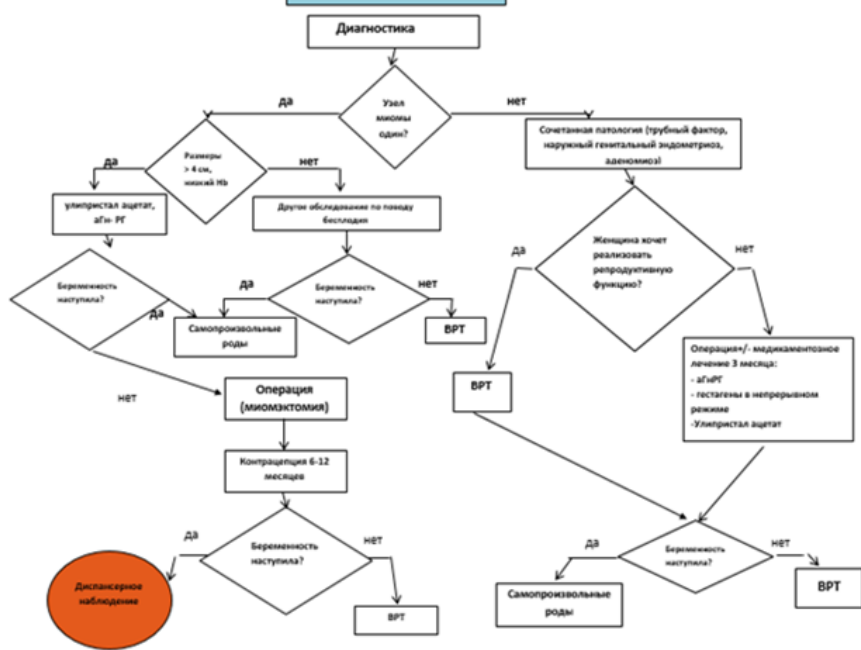 Диагностика
да
Узел
миомы
один?
нет
Сочетанная патология (трубный фактор,
наружный генитальный эндометриоз,
аденомиоз)
да
Размеры
> 4 см,
низкий Hb
нет
улипристал ацетат,
аГн- РГ
Другое обследование по поводу
бесплодия
да
Женщина хочет
реализовать
репродуктивную
функцию?
нет
Беременность
наступила?
да
да
Беременность
наступила?
нет
Самопроизвольные
роды
ВРТ
Операция+/- медикаментозное
лечение 3 месяца:
- аГнРГ
- гестагены в непрерывном
режиме
-Улипристал ацетат
ВРТ
нет
Операция
(миомэктомия)
Контрацепция 6-12
месяцев
да
Беременность
наступила?
нет
да
Беременность
наступила?
нет
Диспансерное
наблюдение
ВРТ
Самопроизвольные
роды
ВРТ